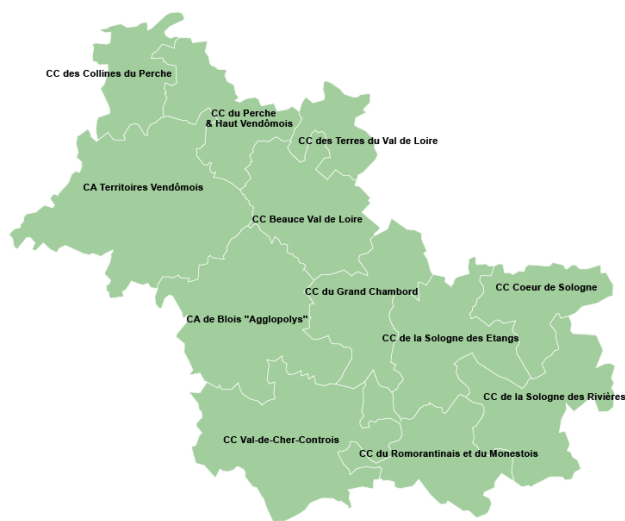 CC des Collines du Perche
CC du Perche
& Haut Vendômois
CC des Terres du Val de Loire
CA Territoires Vendômois
CC Beauce Val de Loire
CC Coeur de Sologne
CC du Grand Chambord
CA de Blois "Agglopolys"
CC de la Sologne des Etangs
CC de la Sologne des Rivières
CC Val-de-Cher-Controis
CC du Romorantinais et du Monestois